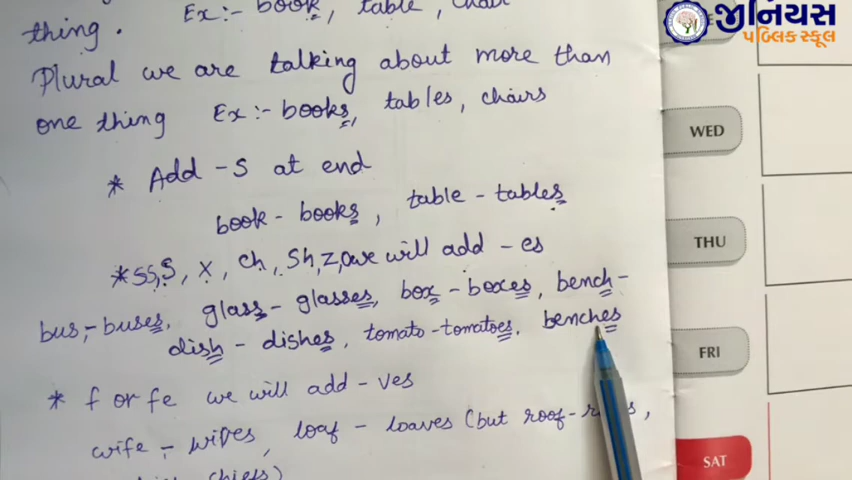 Ex:- book, table, chair
thing.
Plural we are talking about more than
one thing Ex:- books, tables, chairs
* Add -S at end
book - books, table - tables
* SS, S, X, ch, Sh, Z, o we will add - es
bus,- buses, glass - glasses, box - boxes, bench -
dish - dishes, tomato - tomatoes, benches
* f or fe we will add - ves
wife - wives, loaf - loaves (but roof -
chiefs)
જીનિયસ
પબ્લિક સ્કૂલ
WED
THU
FRI
SAT